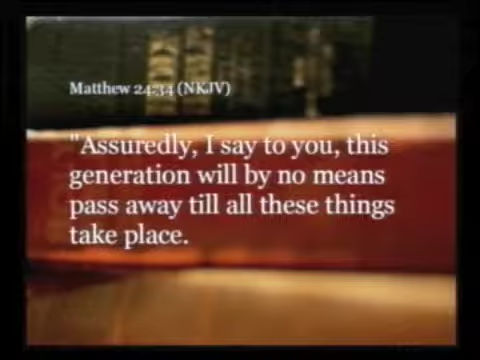 Matthew 24:34 (NKJV)
"Assuredly, I say to you, this
generation will by no means
pass away till all these things
take place.